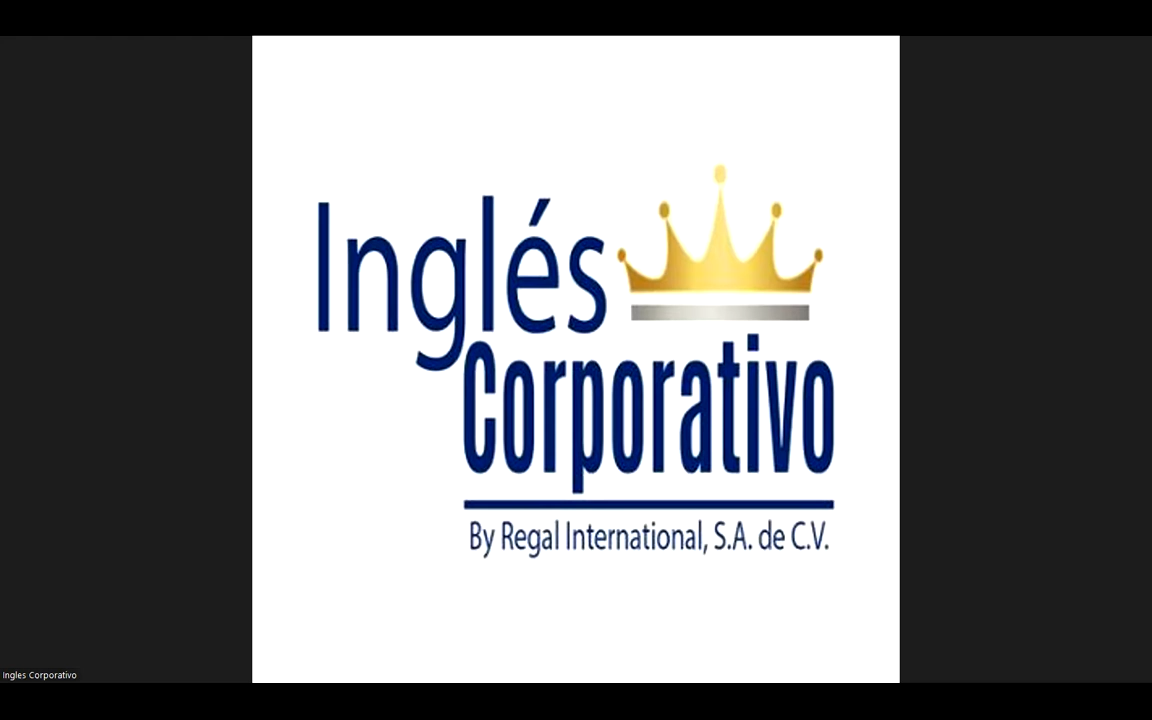 Inglés
Corporativo
By Regal International, S.A. de C.V.
Ingles Corporativo